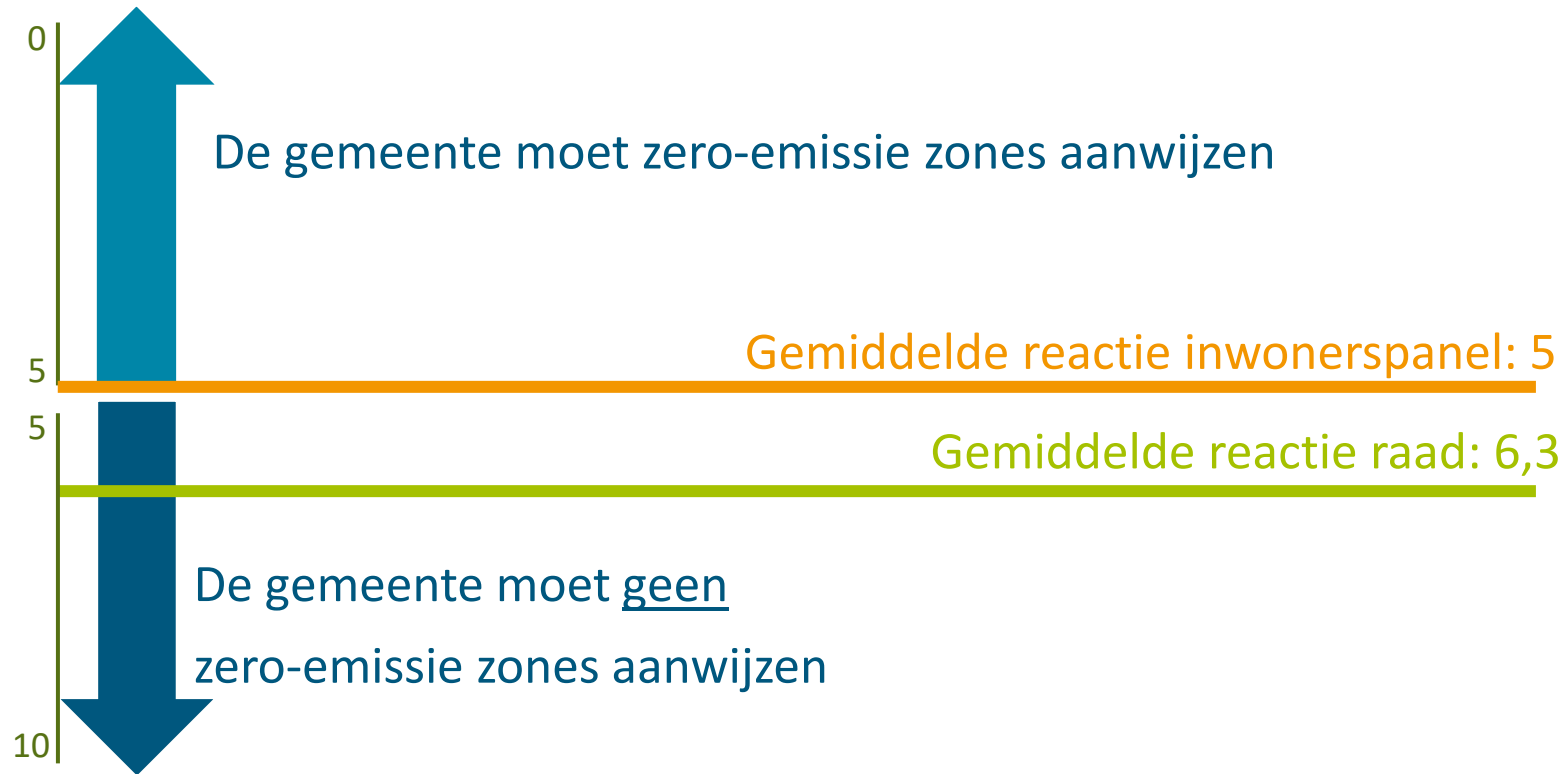 0
De gemeente moet zero-emissie zones aanwijzen
Gemiddelde reactie inwonerspanel: 5
5
5
Gemiddelde reactie raad: 6,3
De gemeente moet geen
zero-emissie zones aanwijzen
10